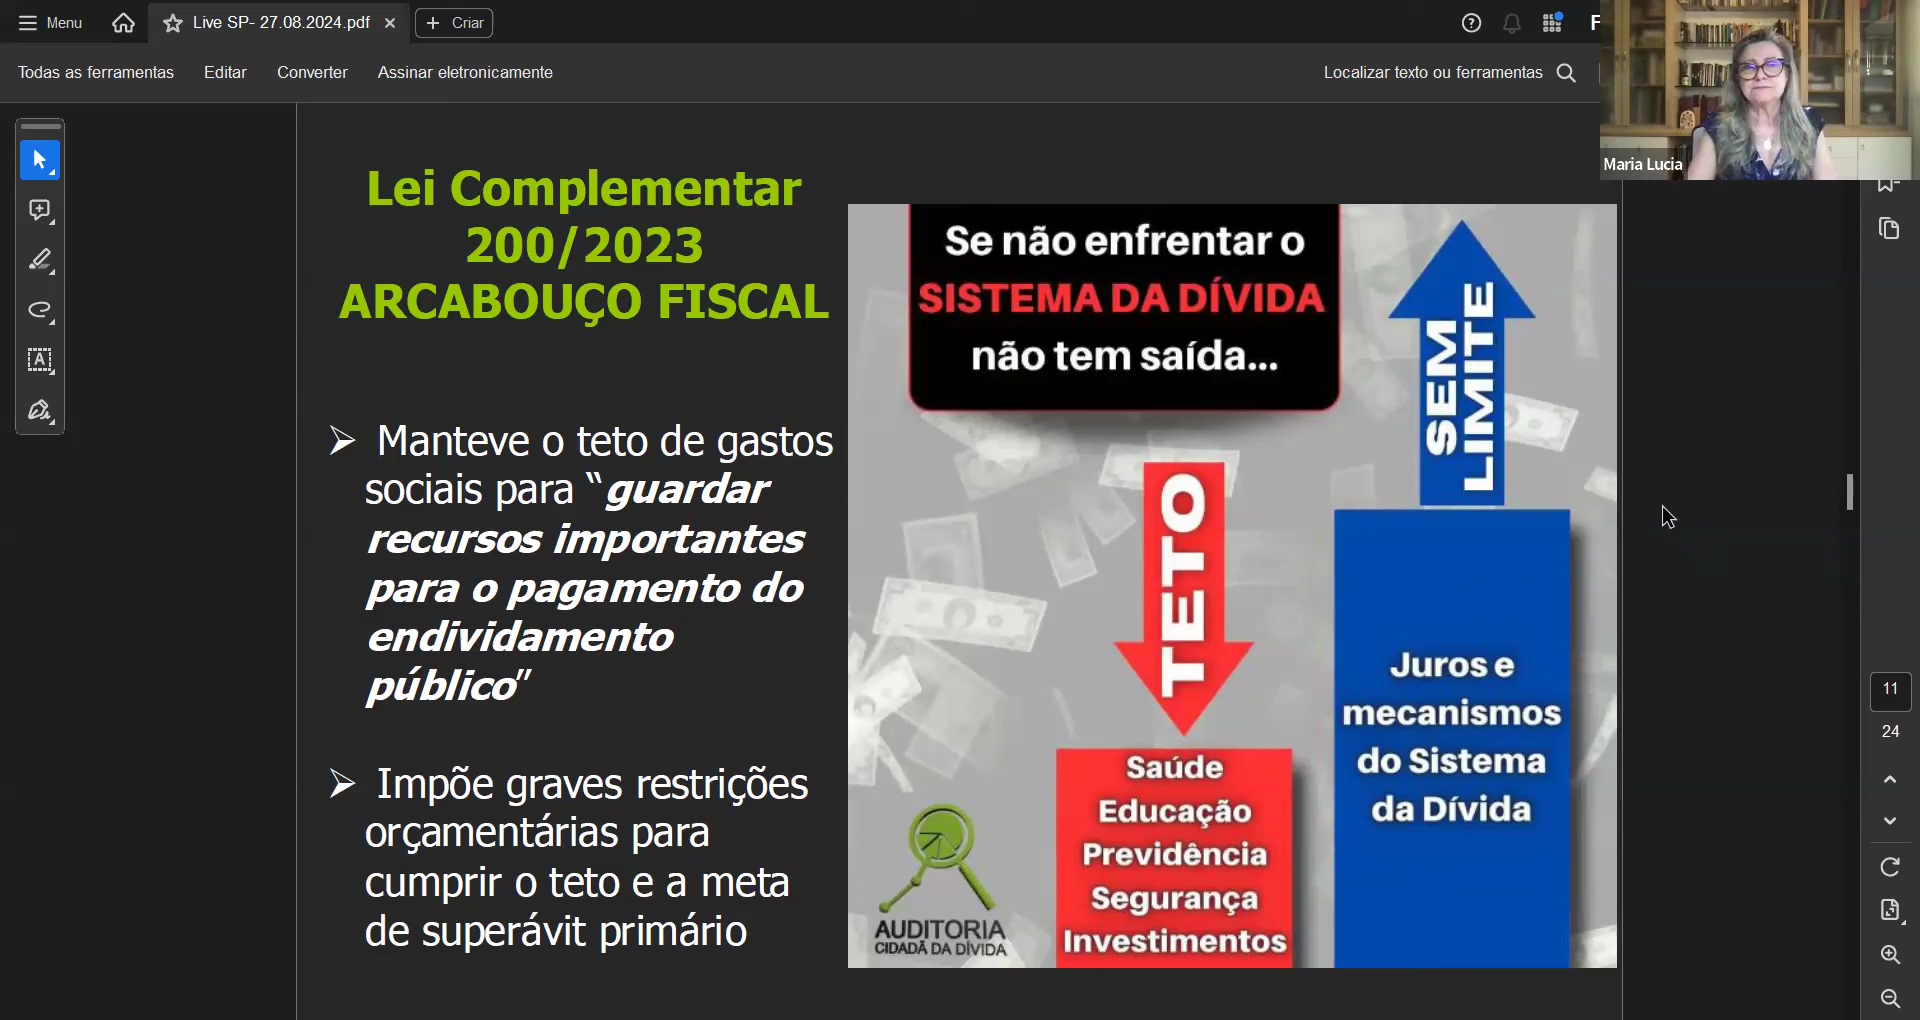 Menu
Live SP- 27.08.2024.pdf
Criar
Todas as ferramentas
Editar
Converter
Assinar eletronicamente
Localizar texto ou ferramentas
Maria Lucia
Lei Complementar
200/2023
ARCABOUÇO FISCAL
Manteve o teto de gastos
sociais para “guardar
recursos importantes
para o pagamento do
endividamento
público”
Impõe graves restrições
orçamentárias para
cumprir o teto e a meta
de superávit primário
Se não enfrentar o
SISTEMA DA DÍVIDA
não tem saída...
SEM
LIMITE
TETO
Saúde
Educação
Previdência
Segurança
Investimentos
Juros e
mecanismos
do Sistema
da Dívida
AUDITORIA
CIDADÃ DA DÍVIDA
11
24